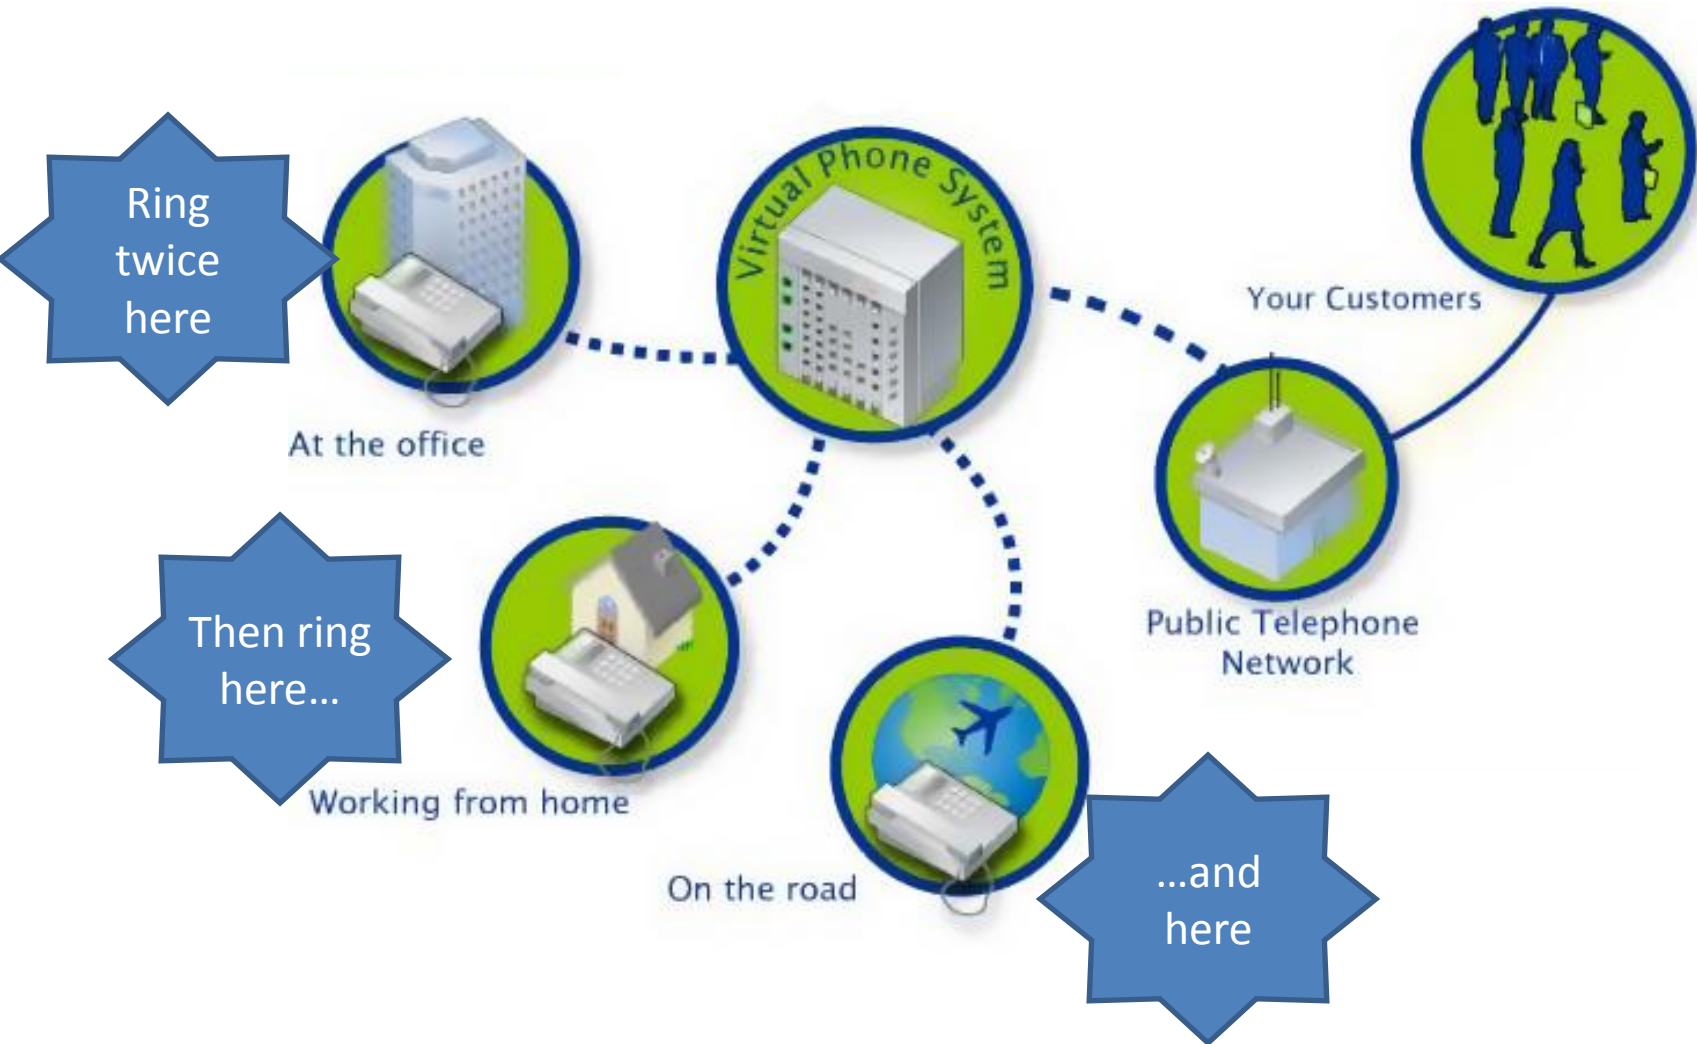 Ring
twice
here
At the office
Virtual Phone System
Your Customers
Public Telephone
Network
Then ring
here...
Working from home
On the road
...and
here